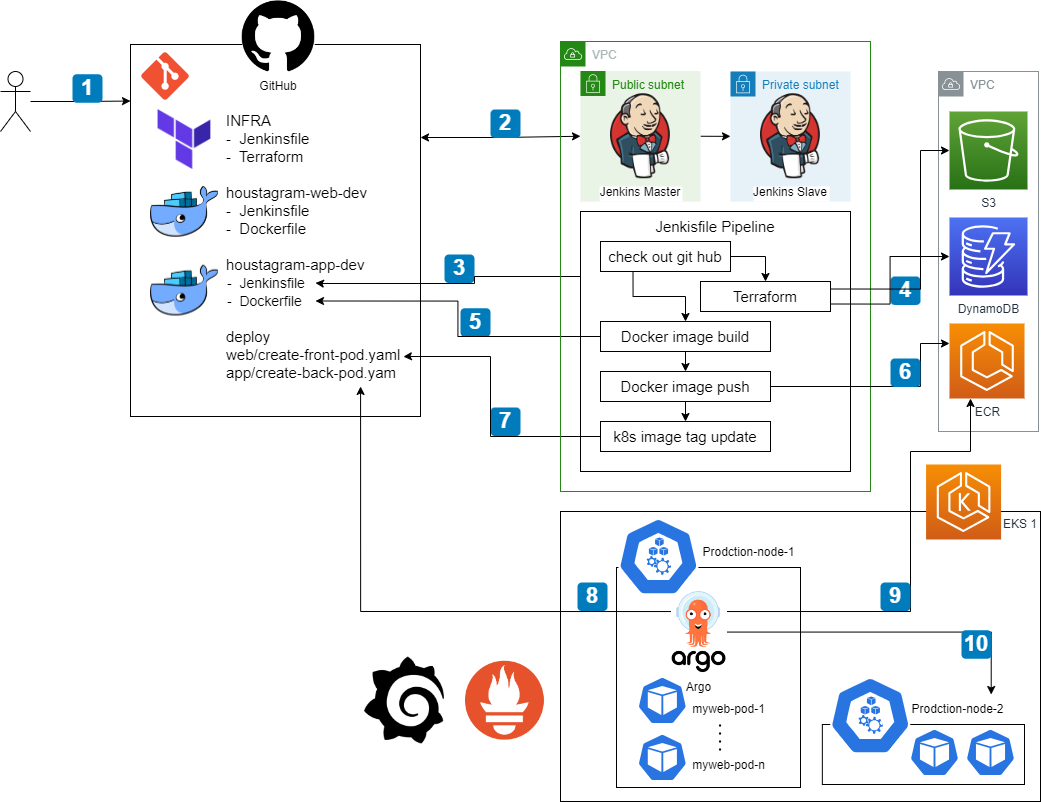 1
GitHub
INFRA
- Jenkinsfile
- Terraform
houstagram-web-dev
- Jenkinsfile
- Dockerfile
houstagram-app-dev
- Jenkinsfile
- Dockerfile
deploy
web/create-front-pod.yaml
app/create-back-pod.yam
2
3
5
7
VPC
Public subnet
Jenkins Master
Private subnet
Jenkins Slave
Jenkisfile Pipeline
check out git hub
Terraform
Docker image build
Docker image push
k8s image tag update
4
6
VPC
S3
DynamoDB
ECR
EKS 1
K
Prodction-node-1
8
9
argo
Argo
myweb-pod-1
myweb-pod-n
10
Prodction-node-2